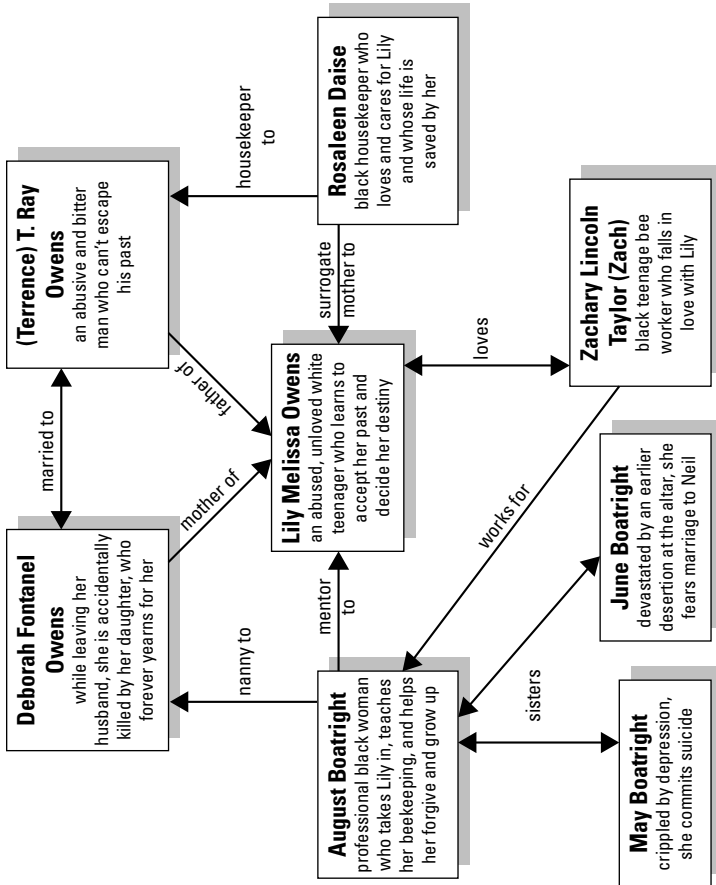 Deborah Fontanel
Owens
while leaving her
husband, she is accidentally
killed by her daughter, who
forever yearns for her
married to
(Terrence) T. Ray
Owens
an abusive and bitter
man who can't escape
his past
nanny to
mother of
father of
housekeeper
to
August Boatright
professional black woman
who takes Lily in, teaches
her beekeeping, and helps
her forgive and grow up
mentor
to
Lily Melissa Owens
an abused, unloved white
teenager who learns to
accept her past and
decide her destiny
surrogate
mother to
Rosaleen Daise
black housekeeper who
loves and cares for Lily
and whose life is
saved by her
sisters
works for
loves
May Boatright
crippled by depression,
she commits suicide
June Boatright
devastated by an earlier
desertion at the altar, she
fears marriage to Neil
Zachary Lincoln
Taylor (Zach)
black teenage bee
worker who falls in
love with Lily